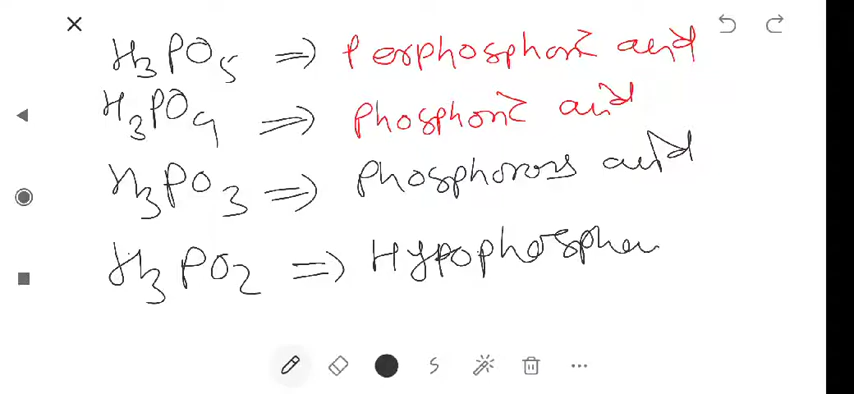 H3PO5 => Perphosphoric acid
H3PO4 => Phosphoric acid
H3PO3 => Phosphorous acid
H3PO2 => Hypophosphor